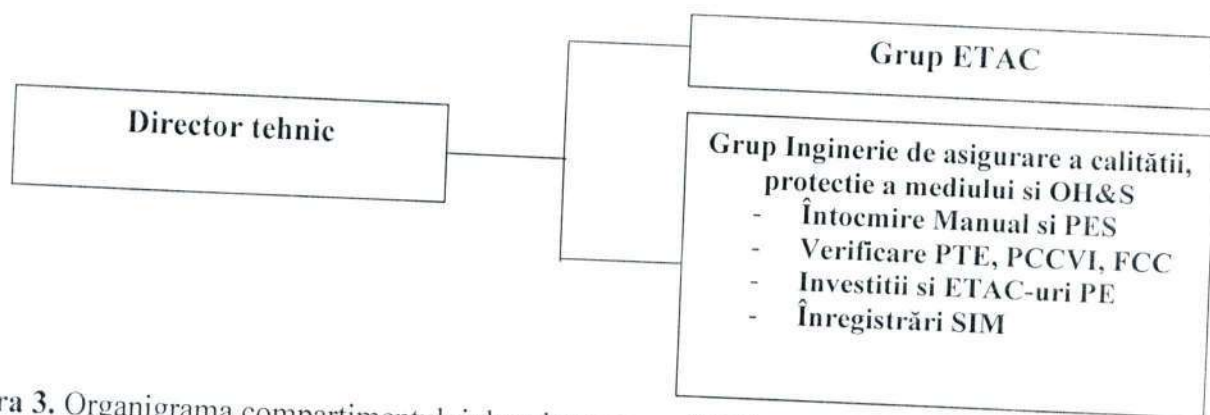 Grup ETAC
Director tehnic
Grup Inginerie de asigurare a calității,
protectie a mediului si OH&S
- Întocmire Manual si PES
- Verificare PTE, PCCVI, FCC
- Investitii si ETAC-uri PE
- Înregistrări SIM
ra 3. Organigrama compartimentului